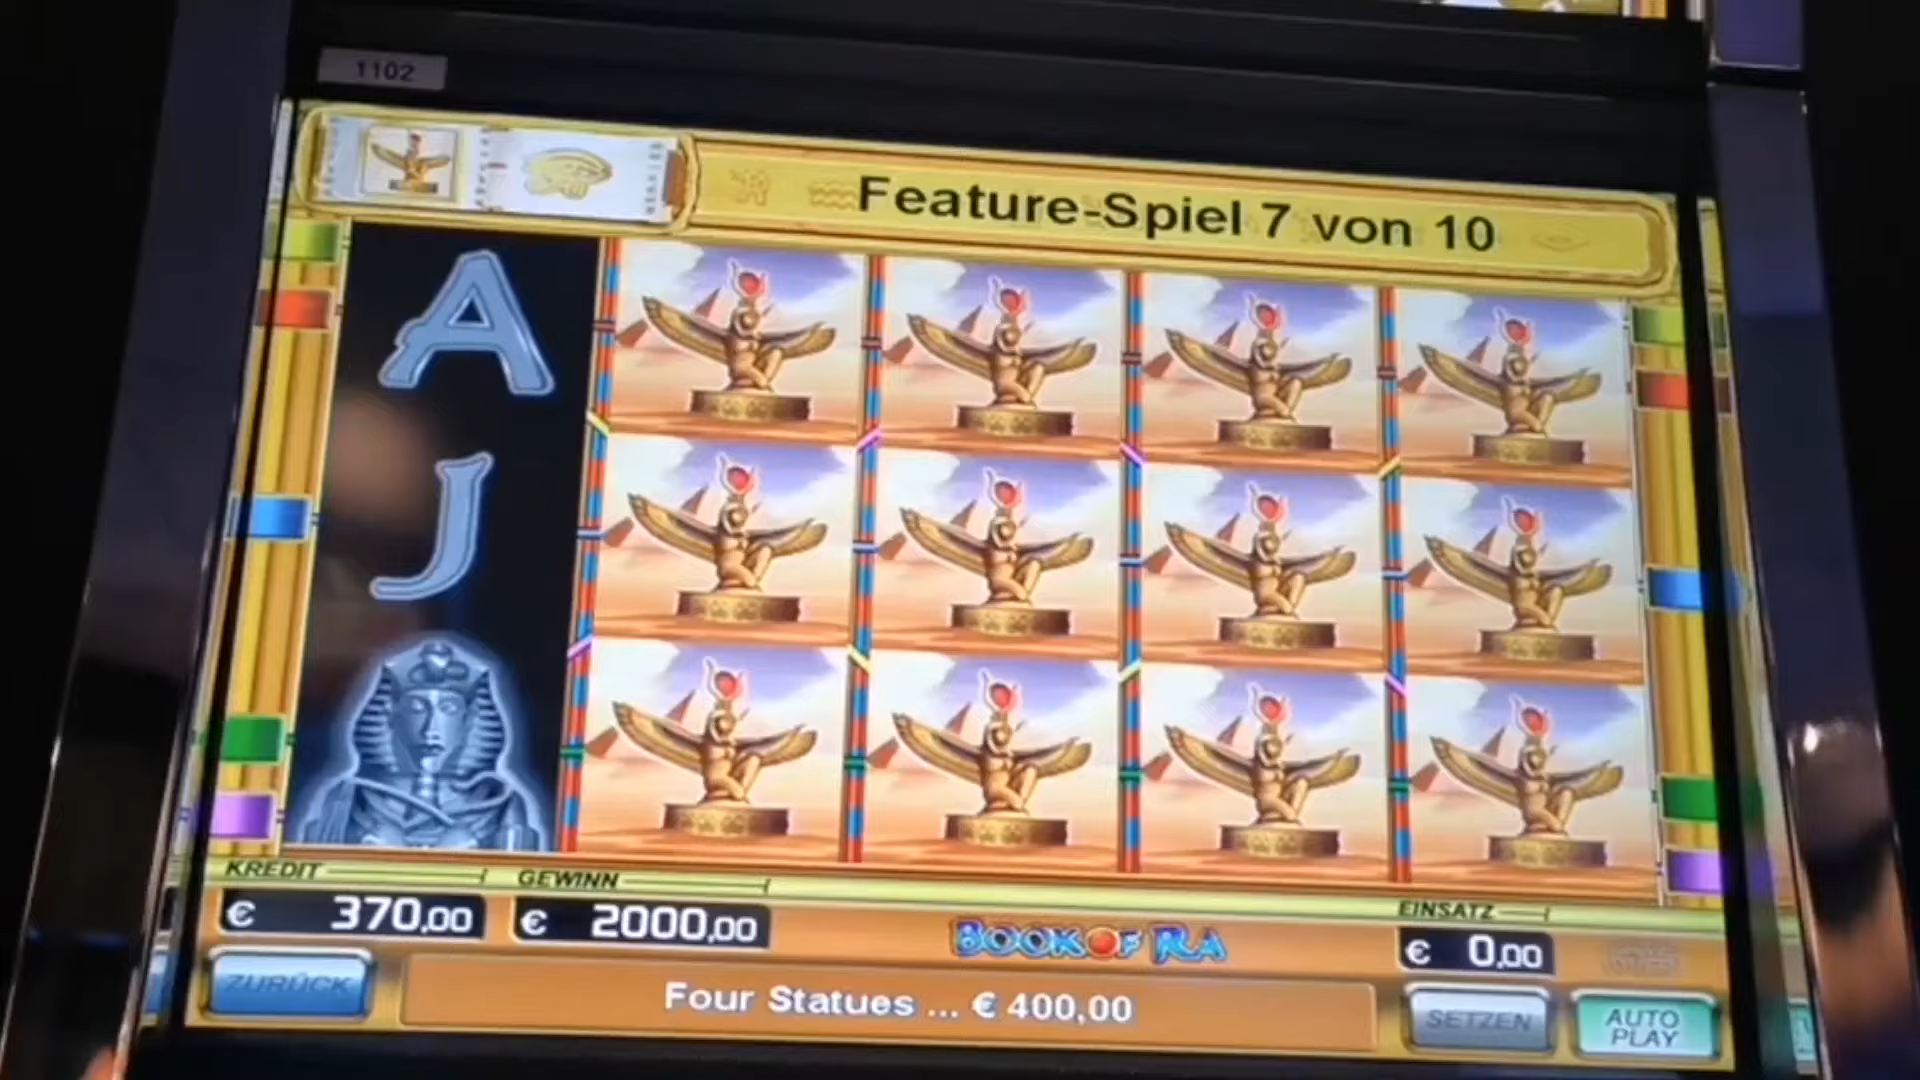 1102
Feature-Spiel 7 von 10
A
J
KREDIT
GEWINN
EINSATZ
€ 370,00
€ 2000,00
BOOK OF RA
€ 0,00
ZURÜCK
Four Statues ... € 400,00
SETZEN
AUTO
PLAY